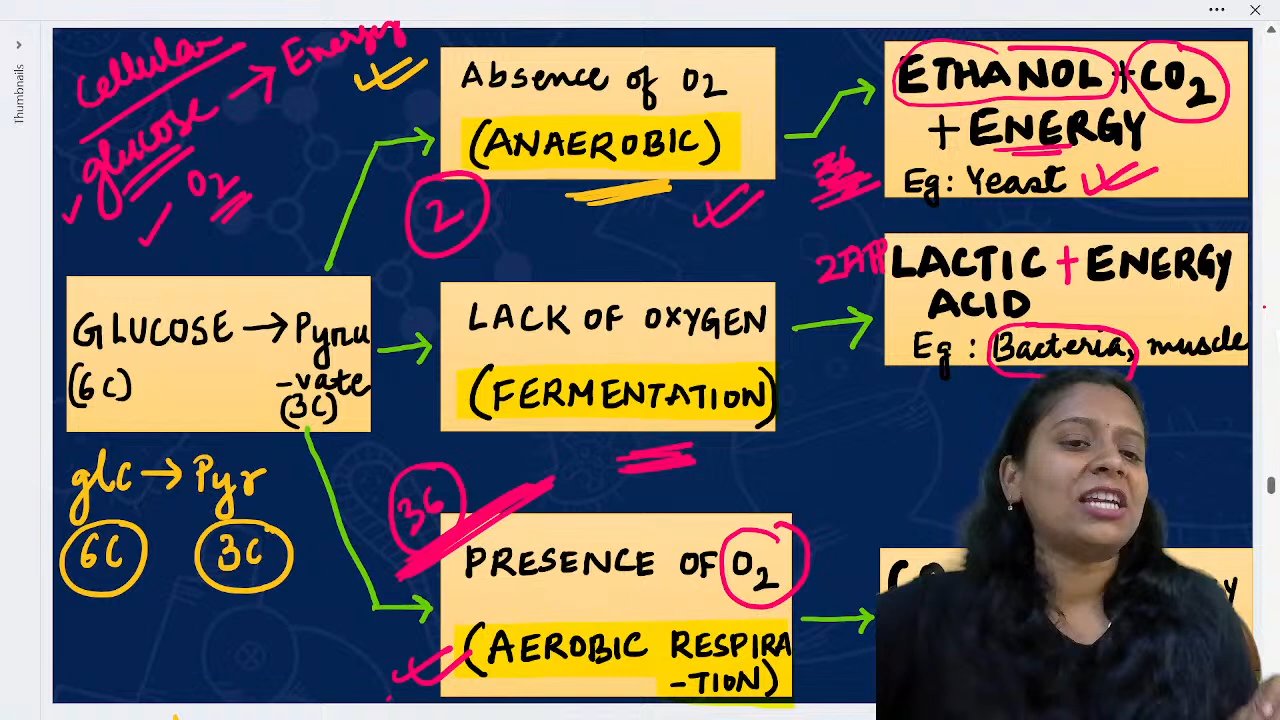 Thumbnails
Cellular
glucose → Energy
O2
Absence of O2
(ANAEROBIC)
2
ETHANOL + CO2
+ ENERGY
Eg: Yeast
36
2ATP
GLUCOSE → Pyru
(6C) -vate
(3C)
LACK OF OXYGEN
(FERMENTATION)
LACTIC + ENERGY
ACID
Eg : Bacteria, muscle
glc → Pyr
6C 3C
36
PRESENCE OF O2
(AEROBIC RESPIRA
-TION)